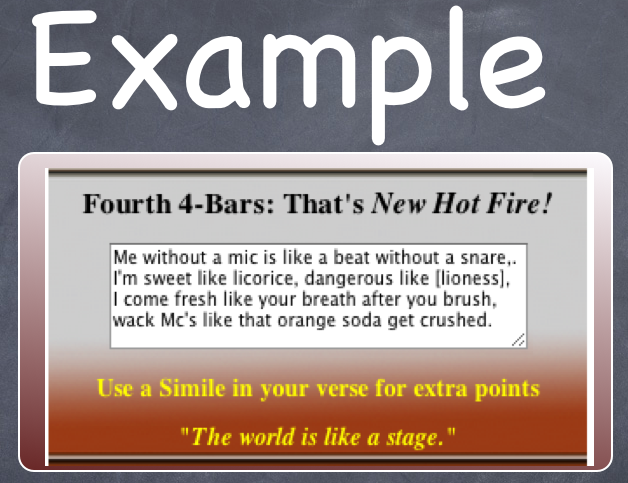 Example
Fourth 4-Bars: That's New Hot Fire!
Me without a mic is like a beat without a snare,.
I'm sweet like licorice, dangerous like [lioness],
I come fresh like your breath after you brush,
wack Mc's like that orange soda get crushed.
Use a Simile in your verse for extra points
"The world is like a stage."